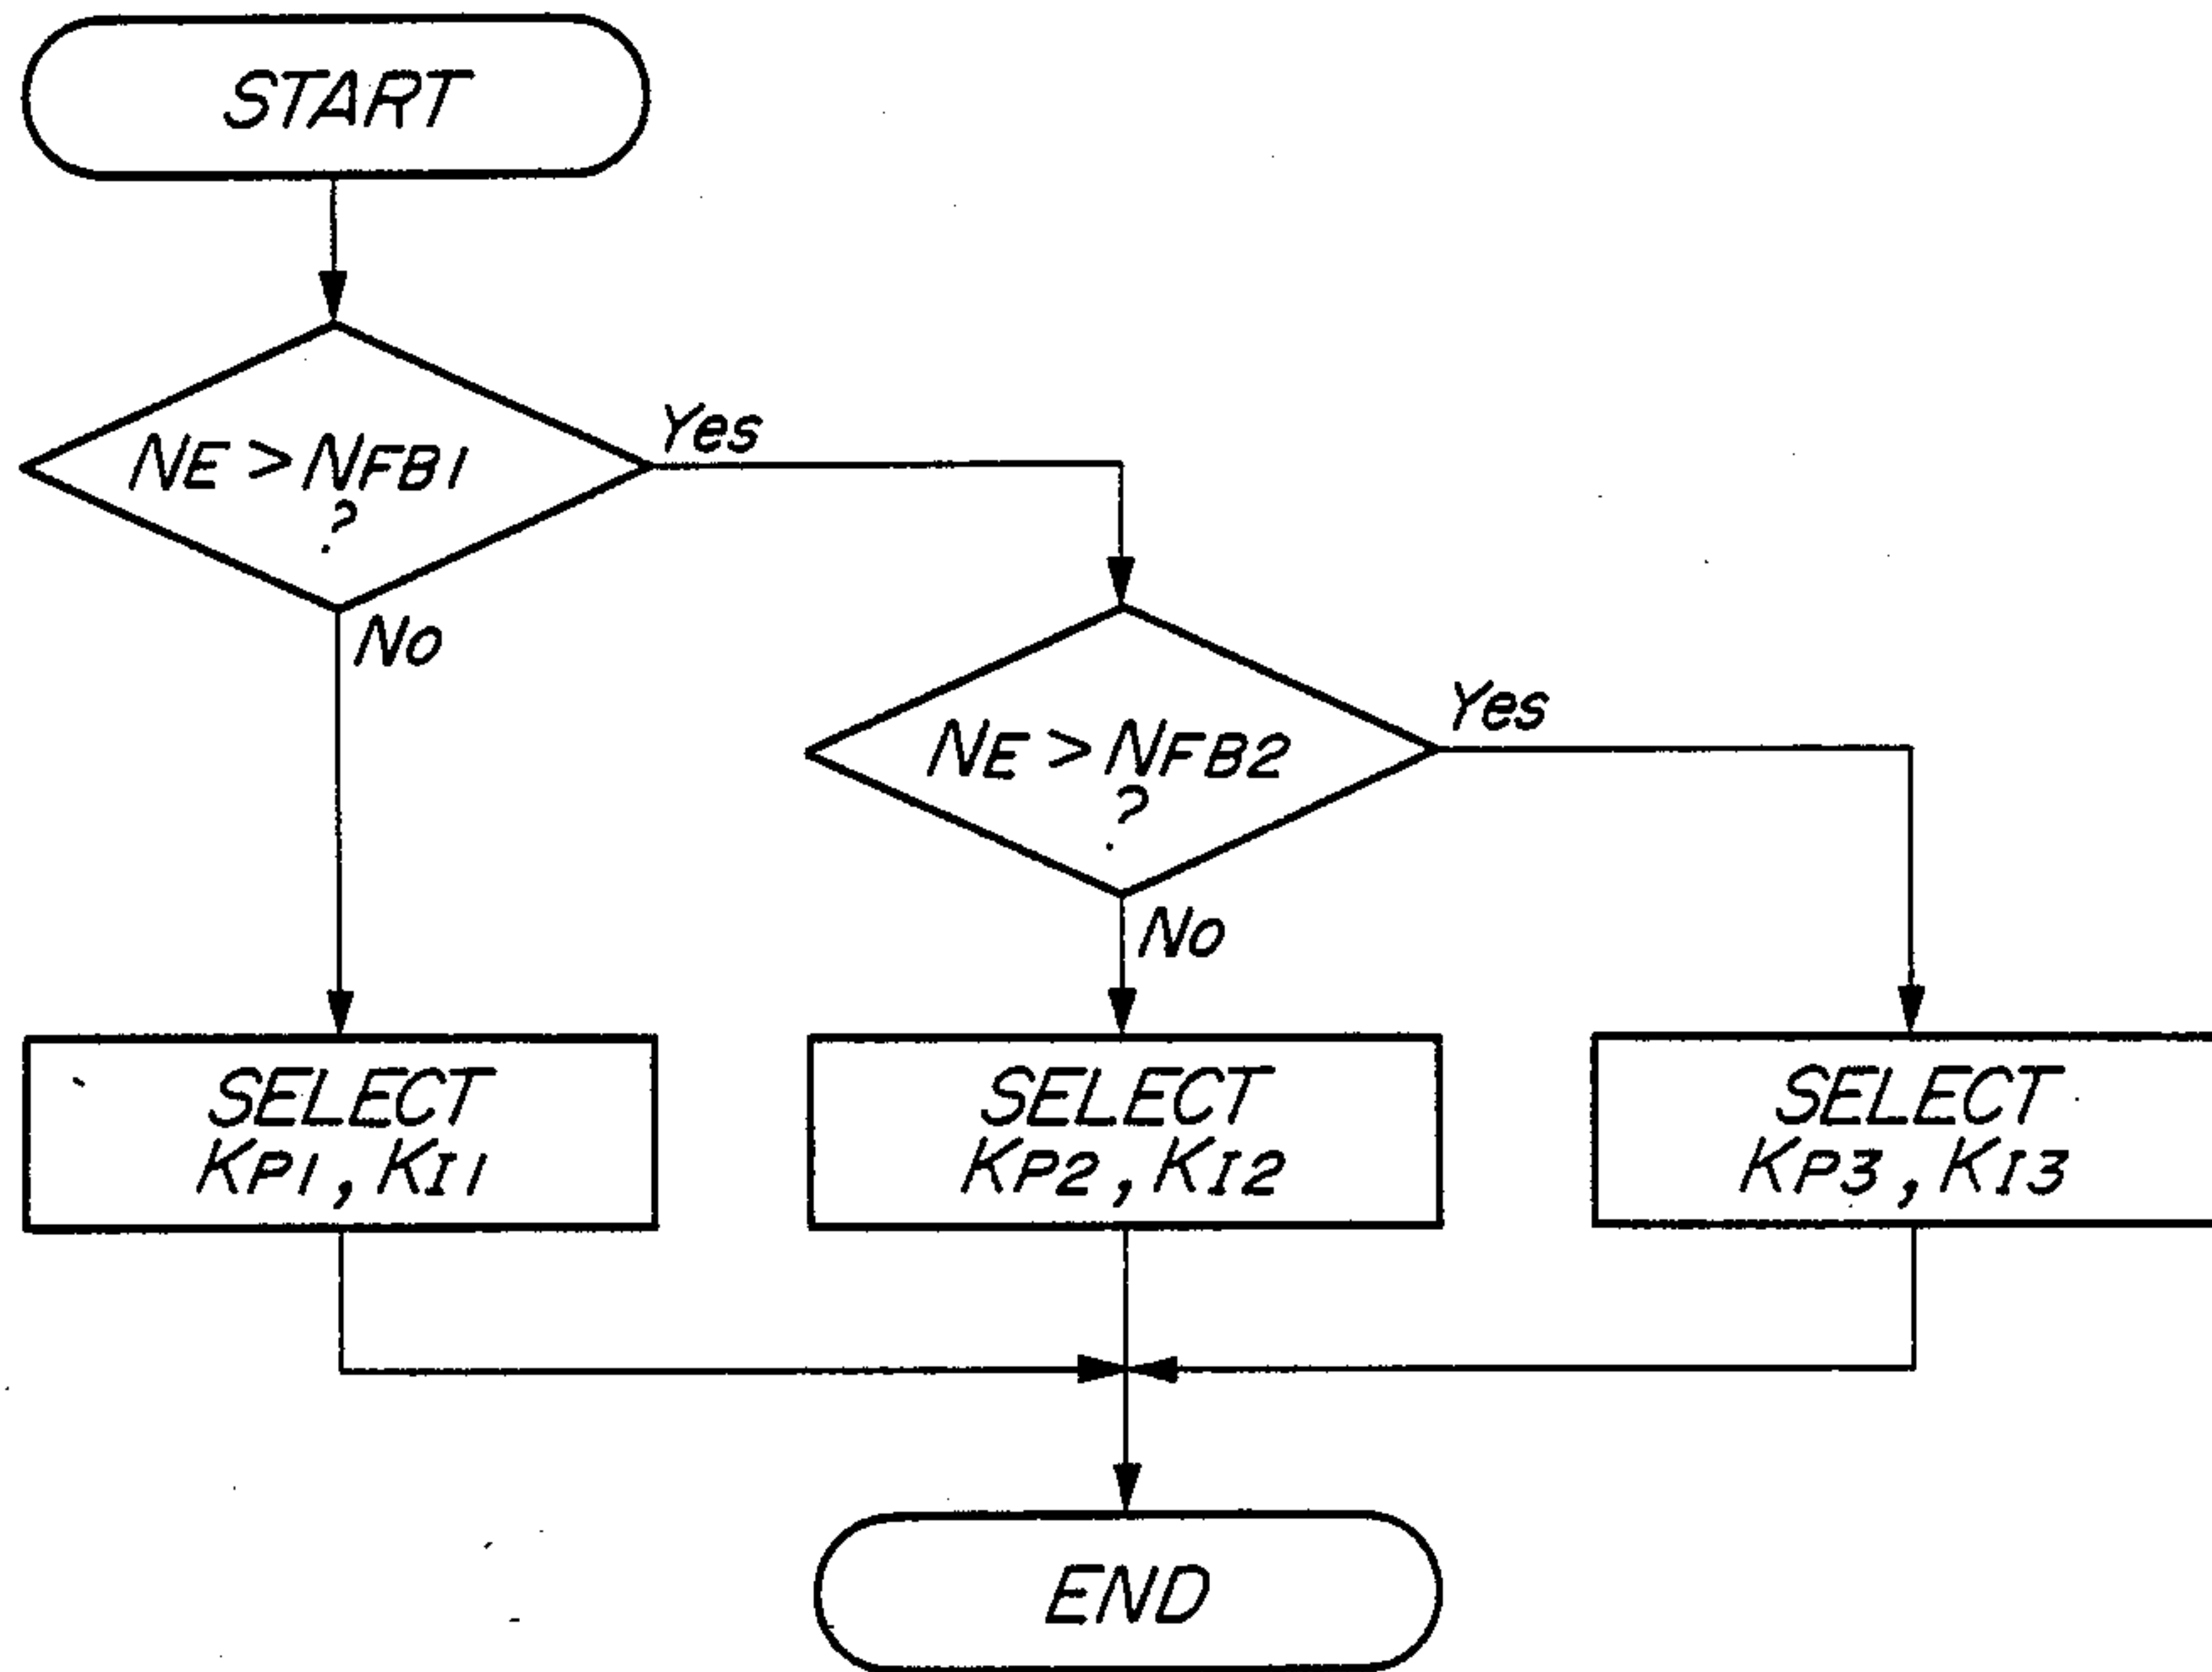 START
NE > NFB1
?
Yes
No
NE > NFB2
?
Yes
No
SELECT
KP1, KI1
SELECT
KP2, KI2
SELECT
KP3, KI3
END